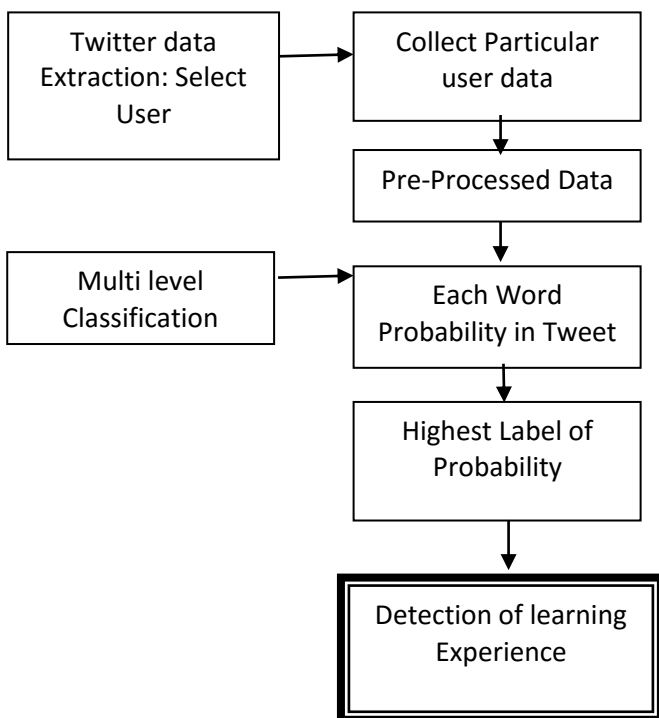 Twitter data
Extraction: Select
User
Collect Particular
user data
Pre-Processed Data
Multi level
Classification
Each Word
Probability in Tweet
Highest Label of
Probability
Detection of learning
Experience